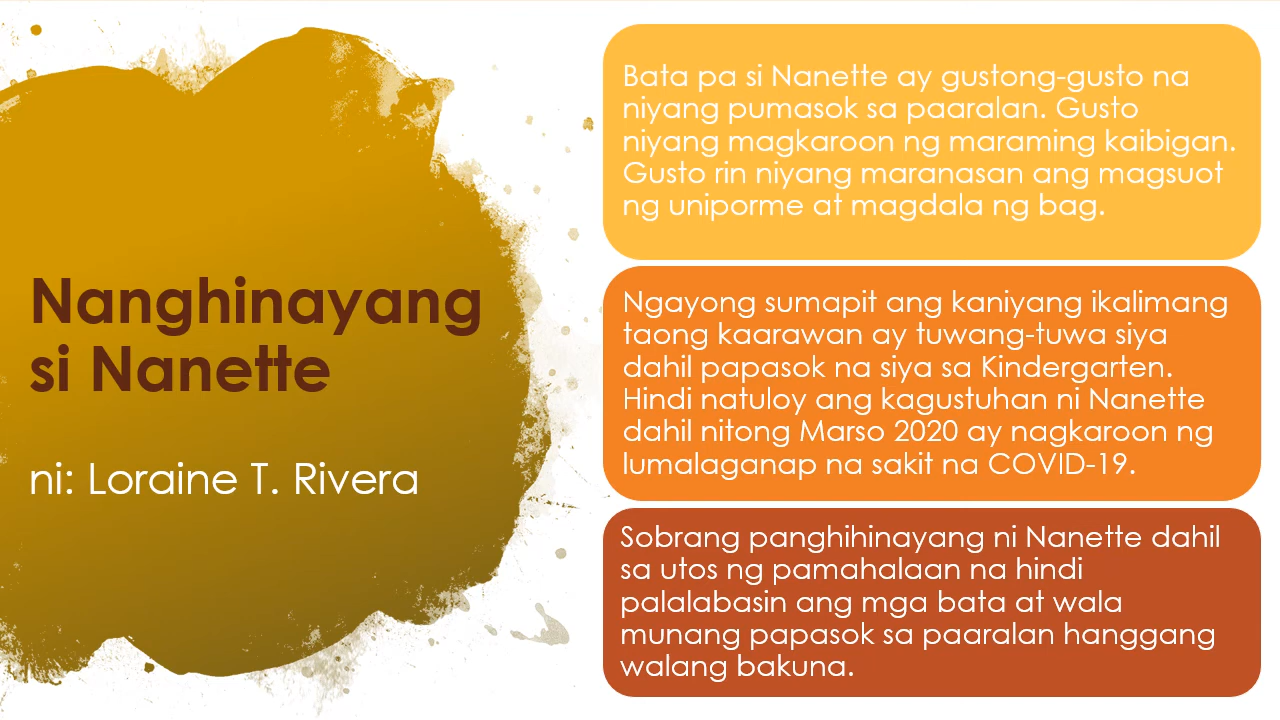 Nanghinayang
si Nanette
ni: Loraine T. Rivera
Bata pa si Nanette ay gustong-gusto na
niyang pumasok sa paaralan. Gusto
niyang magkaroon ng maraming kaibigan.
Gusto rin niyang maranasan ang magsuot
ng uniporme at magdala ng bag.
Ngayong sumapit ang kaniyang ikalimang
taong kaarawan ay tuwang-tuwa siya
dahil papasok na siya sa Kindergarten.
Hindi natuloy ang kagustuhan ni Nanette
dahil nitong Marso 2020 ay nagkaroon ng
lumalaganap na sakit na COVID-19.
Sobrang panghihinayang ni Nanette dahil
sa utos ng pamahalaan na hindi
palalabasin ang mga bata at wala
munang papasok sa paaralan hanggang
walang bakuna.